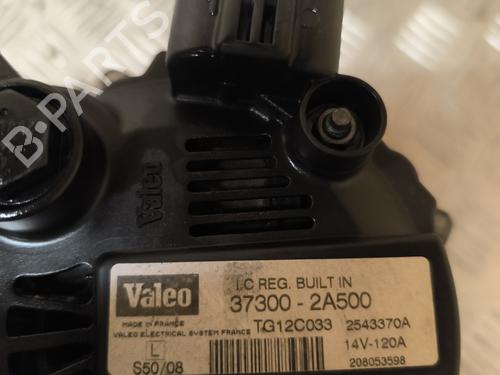 B-PARTS
Valeo
I.C REG. BUILT IN
Valeo
37300 - 2A500
MADE IN FRANCE
TG12C033 2543370A
VALEO ELECTRICAL SYSTEM FRANCE
L
14V-120A
S50/08
208053598